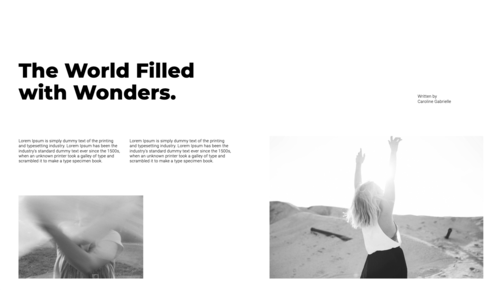 The World Filled
with Wonders.
Written by
Caroline Gabrielle
Lorem Ipsum is simply dummy text of the printing
and typesetting industry. Lorem Ipsum has been the
industry's standard dummy text ever since the 1500s,
when an unknown printer took a galley of type and
scrambled it to make a type specimen book.
Lorem Ipsum is simply dummy text of the printing
and typesetting industry. Lorem Ipsum has been the
industry's standard dummy text ever since the 1500s,
when an unknown printer took a galley of type and
scrambled it to make a type specimen book.